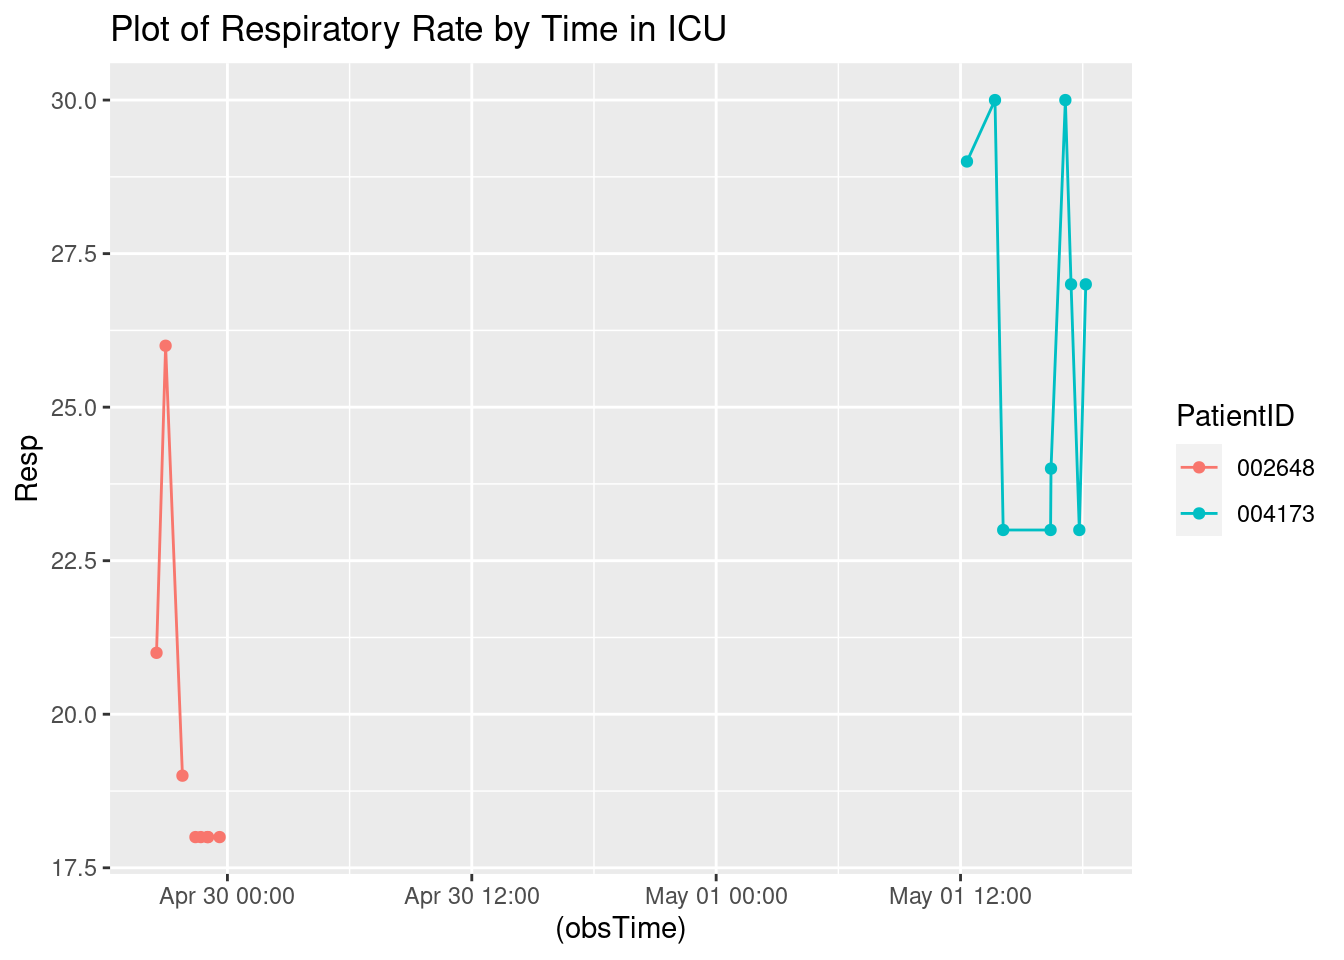 Plot of Respiratory Rate by Time in ICU
30.0
27.5
25.0
22.5
20.0
17.5
Resp
Apr 30 00:00 Apr 30 12:00 May 01 00:00 May 01 12:00
(obsTime)
PatientID
002648
004173